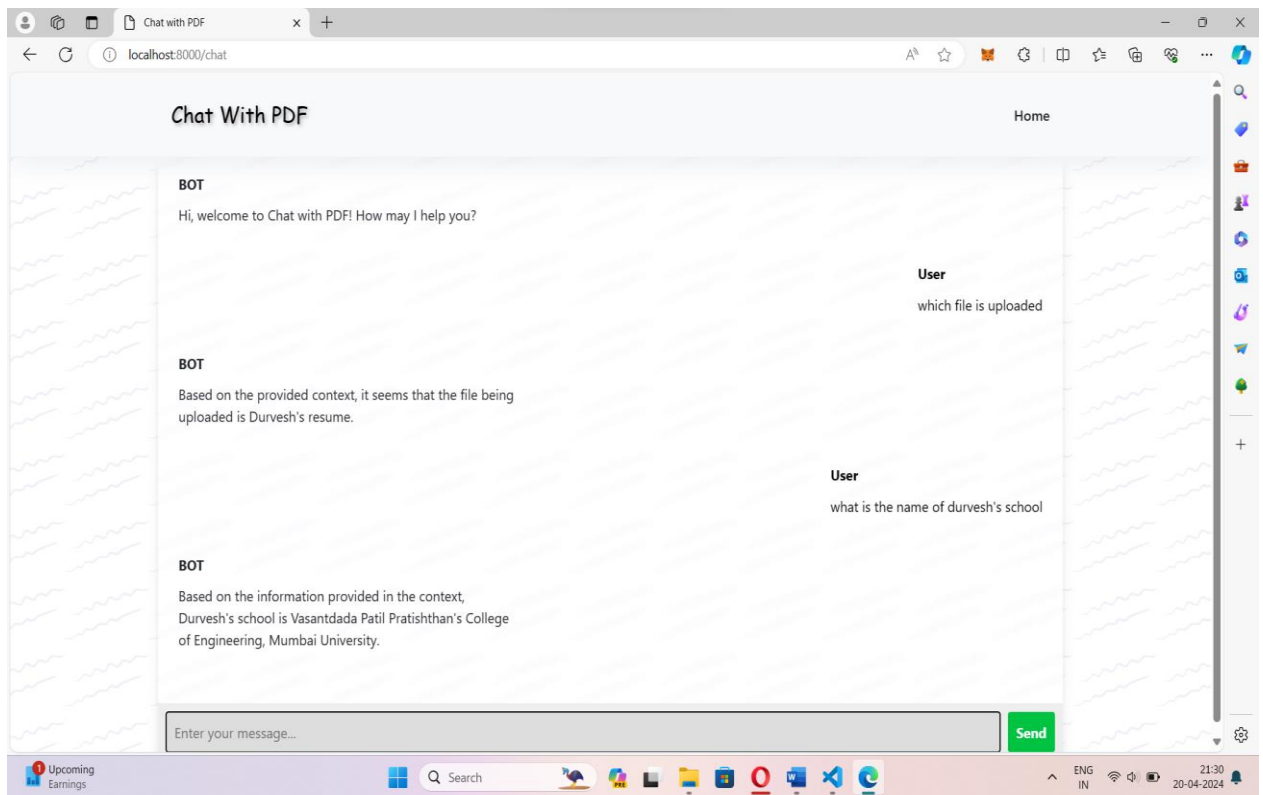 Chat with PDF
localhost:8000/chat
Chat With PDF
Home
BOT
Hi, welcome to Chat with PDF! How may I help you?
User
which file is uploaded
BOT
Based on the provided context, it seems that the file being
uploaded is Durvesh's resume.
User
what is the name of durvesh's school
BOT
Based on the information provided in the context,
Durvesh's school is Vasantdada Patil Pratishthan's College
of Engineering, Mumbai University.
Enter your message...
Send
1
Upcoming
Earnings
Search
PRE
ENG
IN
21:30
20-04-2024